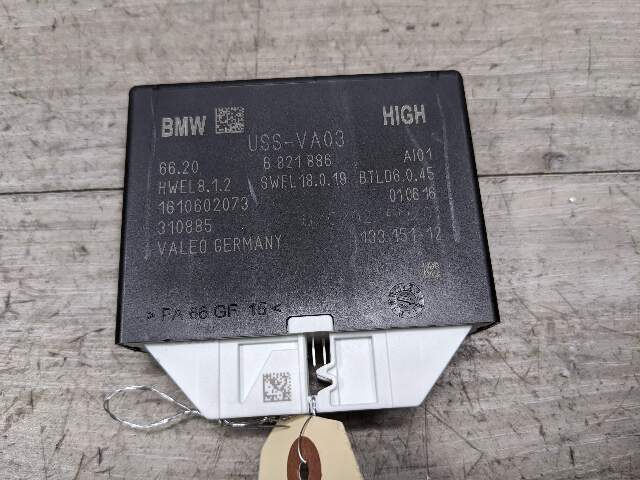 BMW HIGH
USS-VA03
66.20 6 821 886 AI01
HWEL8.1.2 SWFL18.0.19 BTLD8.0.45
1610602073 010616
310885
VALEO GERMANY 133 151-12
> PA 66 GF 15 <